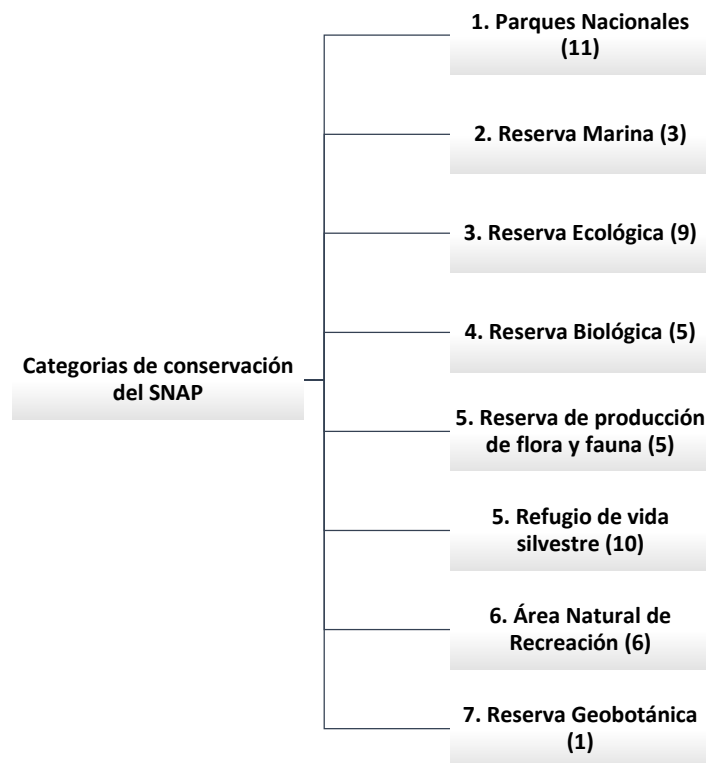 1. Parques Nacionales
(11)
2. Reserva Marina (3)
3. Reserva Ecológica (9)
4. Reserva Biológica (5)
Categorias de conservación
del SNAP
5. Reserva de producción
de flora y fauna (5)
5. Refugio de vida
silvestre (10)
6. Área Natural de
Recreación (6)
7. Reserva Geobotánica
(1)